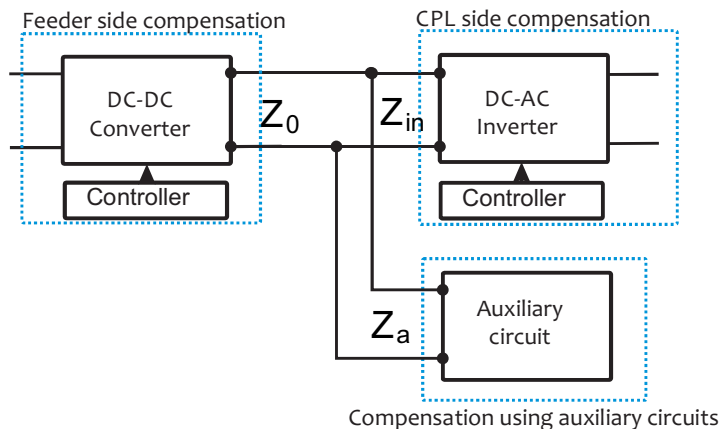 Feeder side compensation
CPL side compensation
DC-DC
Converter
Z0
Zin
DC-AC
Inverter
Controller
Controller
Za
Auxiliary
circuit
Compensation using auxiliary circuits